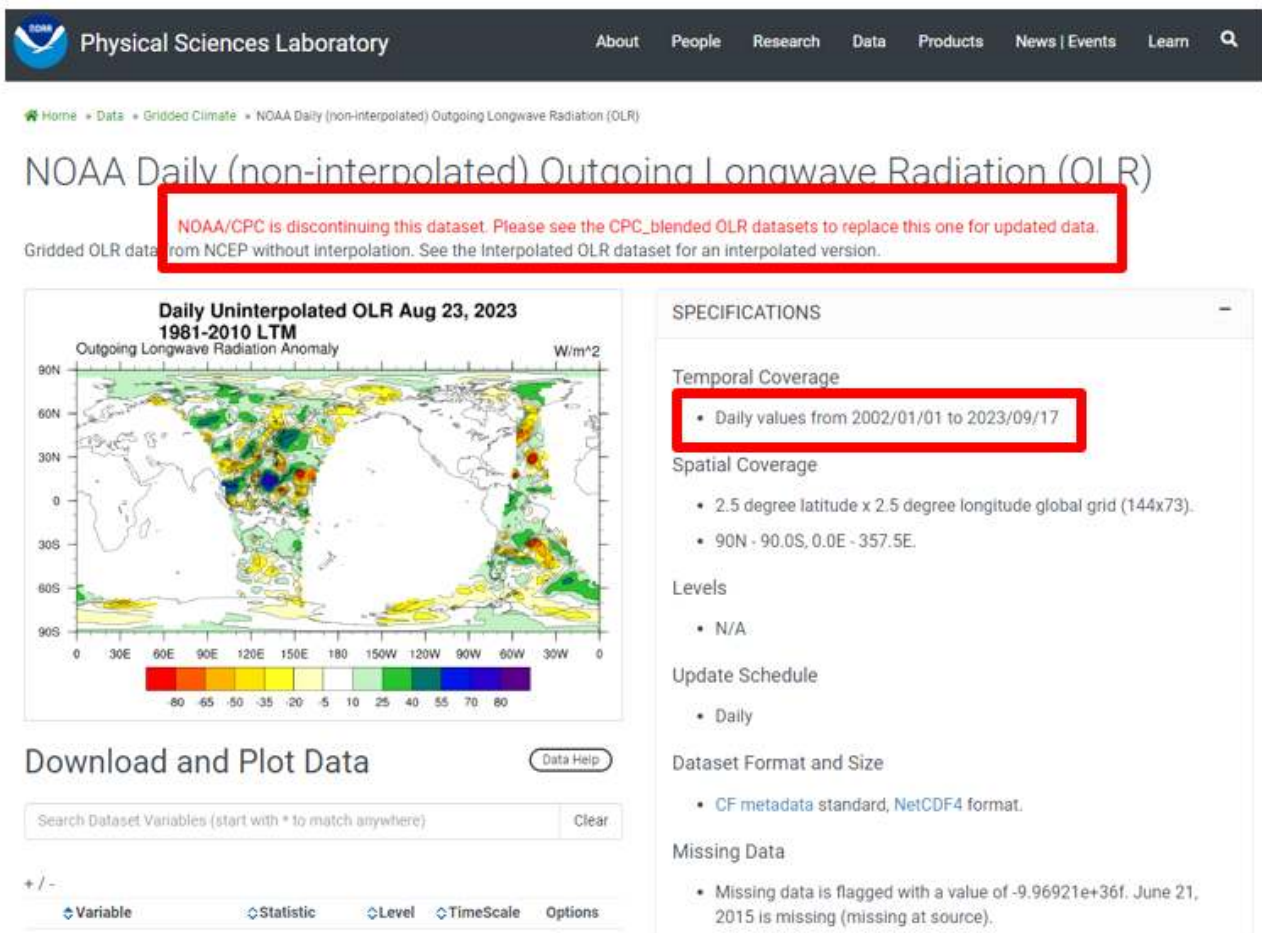 NOAA
Physical Sciences Laboratory
About People Research Data Products News | Events Learn
Home » Data » Gridded Climate » NOAA Daily (non-interpolated) Outgoing Longwave Radiation (OLR)
NOAA Daily (non-interpolated) Outgoing Longwave Radiation (OLR)
NOAA/CPC is discontinuing this dataset. Please see the CPC_blended OLR datasets to replace this one for updated data.
Gridded OLR data from NCEP without interpolation. See the Interpolated OLR dataset for an interpolated version.
Daily Uninterpolated OLR Aug 23, 2023
1981-2010 LTM
Outgoing Longwave Radiation Anomaly W/m^2
90N
60N
30N
0
30S
60S
90S
0 30E 60E 90E 120E 150E 180 150W 120W 90W 60W 30W 0
-80 -65 -50 -35 -20 -5 10 25 40 55 70 80
Download and Plot Data
Data Help
Search Dataset Variables (start with * to match anywhere) Clear
+ / -
Variable Statistic Level TimeScale Options
SPECIFICATIONS −
Temporal Coverage
• Daily values from 2002/01/01 to 2023/09/17
Spatial Coverage
• 2.5 degree latitude x 2.5 degree longitude global grid (144x73).
• 90N - 90.0S, 0.0E - 357.5E.
Levels
• N/A
Update Schedule
• Daily
Dataset Format and Size
• CF metadata standard, NetCDF4 format.
Missing Data
• Missing data is flagged with a value of -9.96921e+36f. June 21,
2015 is missing (missing at source).